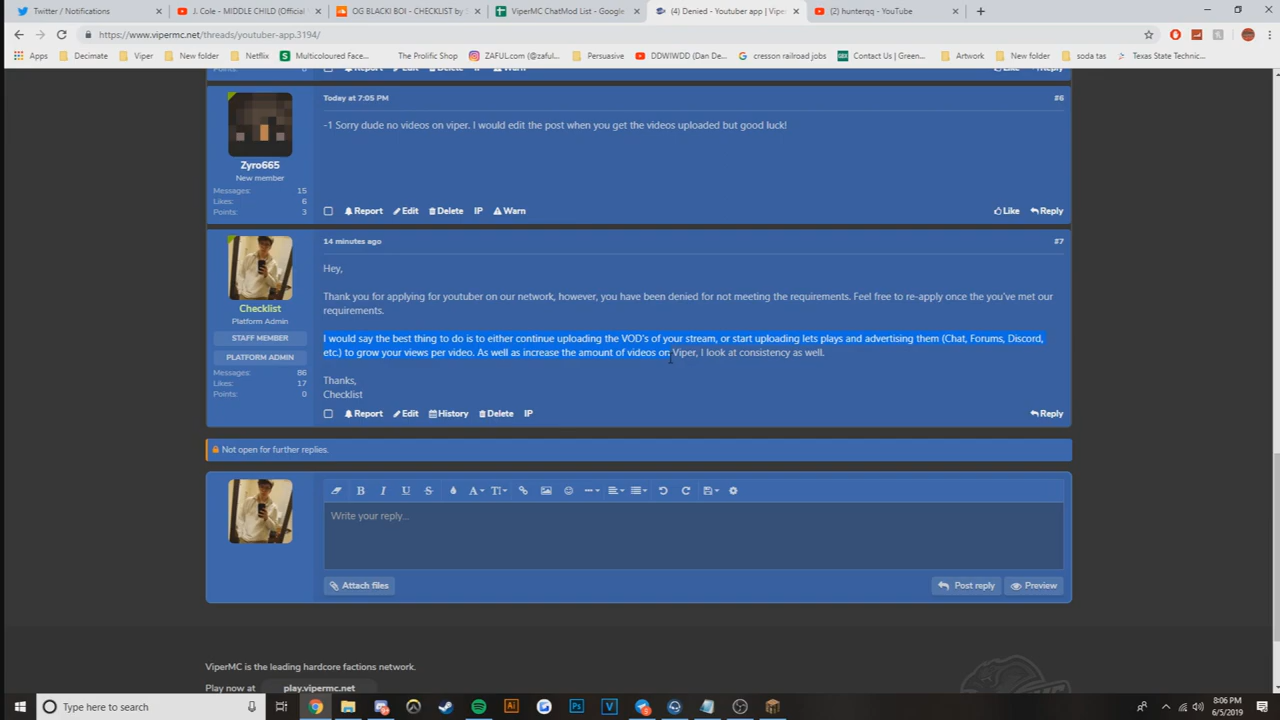 Twitter / Notifications
J. Cole - MIDDLE CHILD (Official
OG BLACKI BOI - CHECKLIST by
ViperMC ChatMod List - Google
(4) Denied - Youtuber app | Vipe
(2) hunterqq - YouTube
https://www.vipermc.net/threads/youtuber-app.3194/
Apps
Decimate
Viper
New folder
Netflix
Multicoloured Face...
The Prolific Shop
ZAFUL.com (@zaful...
Persuasive
DDWIWDD (Dan De...
cresson railroad jobs
Contact Us | Green...
Artwork
New folder
soda tas
Texas State Technic...
Points:
Report
Edit
Delete
IP
Warn
Like
Reply
Today at 7:05 PM
#6
-1 Sorry dude no videos on viper. I would edit the post when you get the videos uploaded but good luck!
Zyro665
New member
Messages: 15
Likes: 6
Points: 3
Report
Edit
Delete
IP
Warn
Like
Reply
14 minutes ago
#7
Hey,
Thank you for applying for youtuber on our network, however, you have been denied for not meeting the requirements. Feel free to re-apply once the you've met our
requirements.
I would say the best thing to do is to either continue uploading the VOD's of your stream, or start uploading lets plays and advertising them (Chat, Forums, Discord,
etc.) to grow your views per video. As well as increase the amount of videos on Viper, I look at consistency as well.
Thanks,
Checklist
Checklist
Platform Admin
STAFF MEMBER
PLATFORM ADMIN
Messages: 86
Likes: 17
Points: 0
Report
Edit
History
Delete
IP
Reply
Not open for further replies.
Write your reply...
Attach files
Post reply
Preview
ViperMC is the leading hardcore factions network.
Play now at play.vipermc.net
Type here to search
8:06 PM
6/5/2019